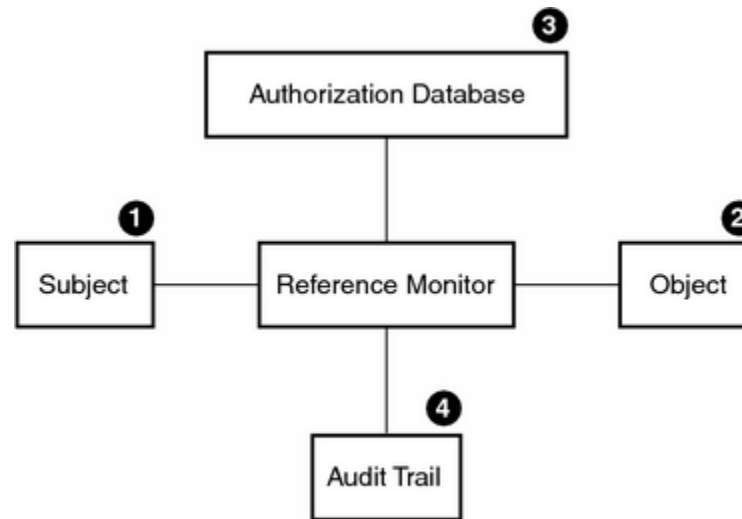 3
Authorization Database
1
2
Subject
Reference Monitor
Object
4
Audit Trail